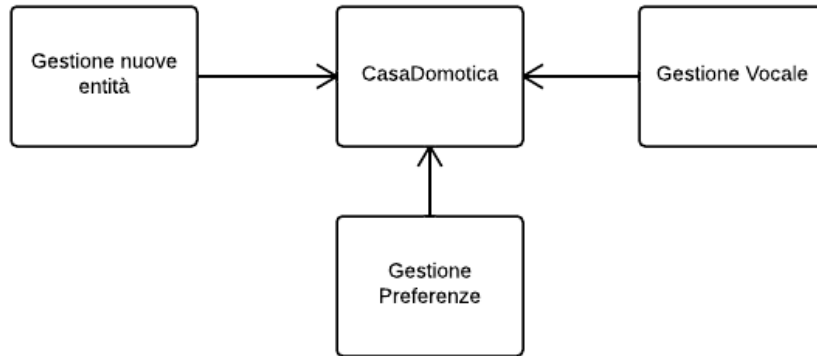 Gestione nuove
entità
CasaDomotica
Gestione Vocale
Gestione
Preferenze